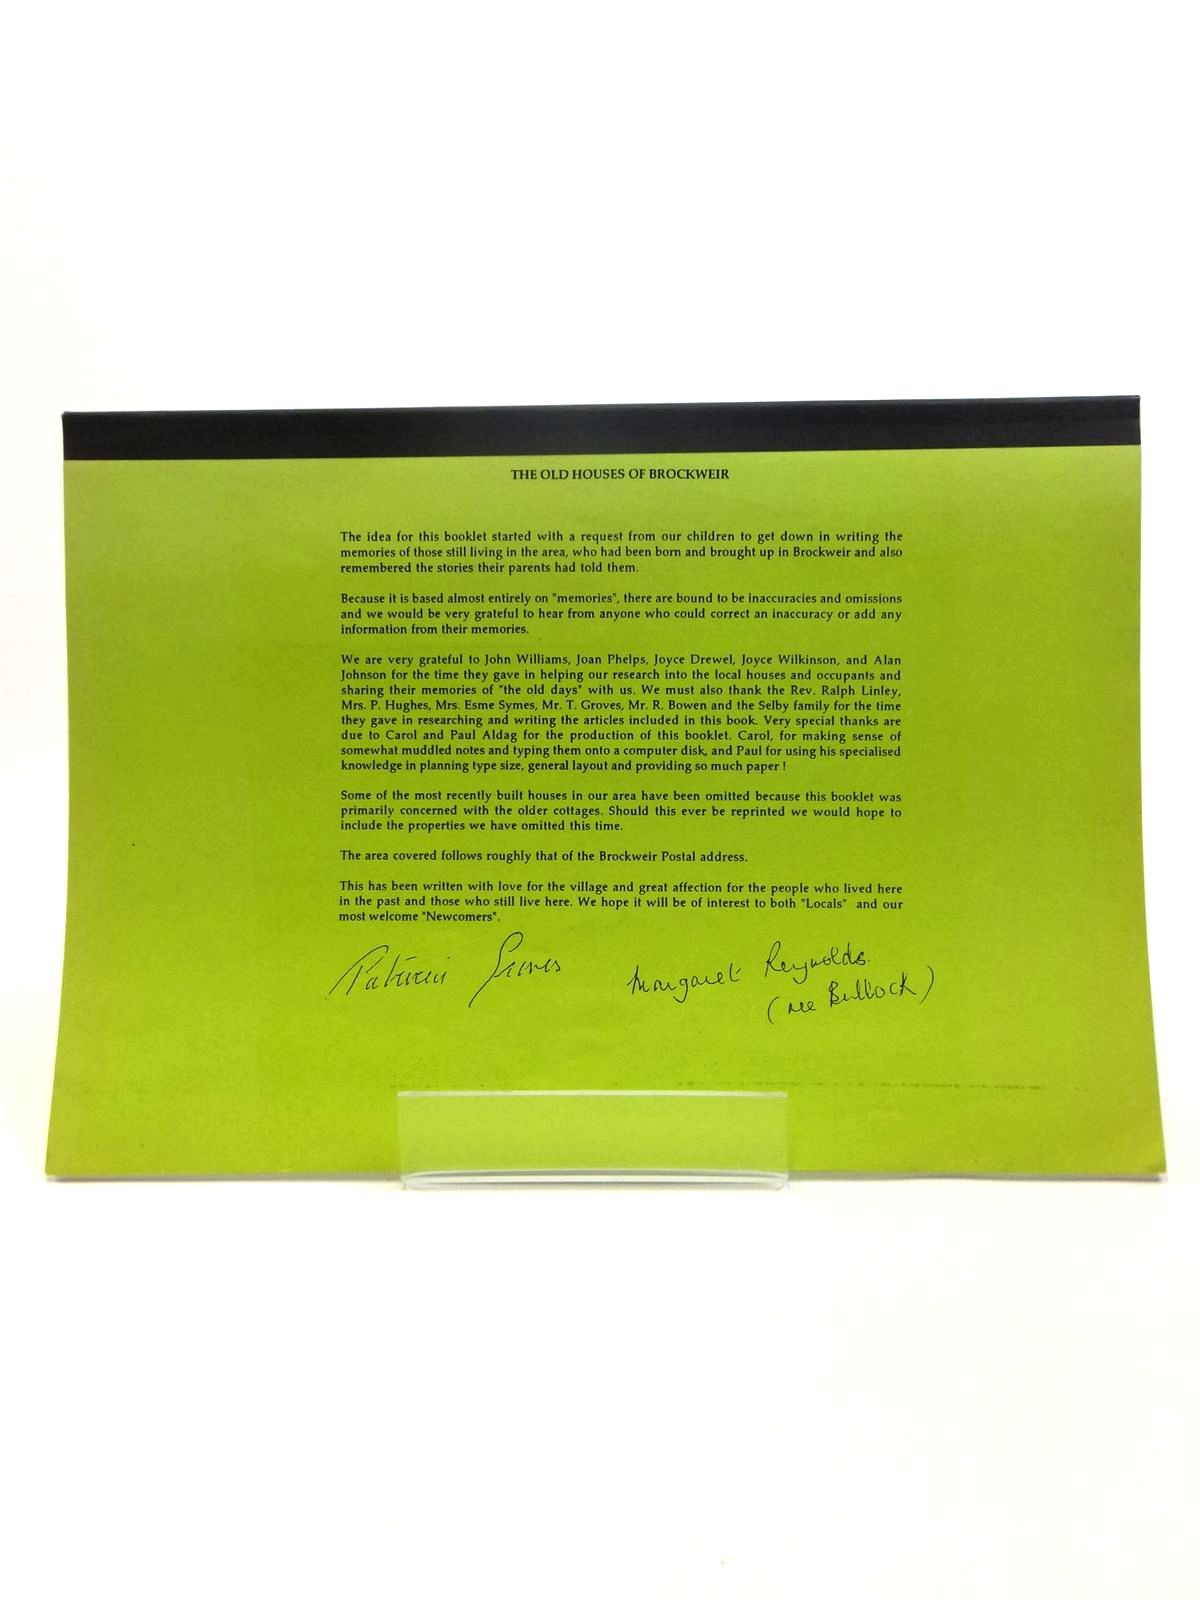 THE OLD HOUSES OF BROCKWEIR
The idea for this booklet started with a request from our children to get down in writing the
memories of those still living in the area, who had been born and brought up in Brockweir and also
remembered the stories their parents had told them.
Because it is based almost entirely on "memories", there are bound to be inaccuracies and omissions
and we would be very grateful to hear from anyone who could correct an inaccuracy or add any
information from their memories.
We are very grateful to John Williams, Joan Phelps, Joyce Drewel, Joyce Wilkinson, and Alan
Johnson for the time they gave in helping our research into the local houses and occupants and
sharing their memories of "the old days" with us. We must also thank the Rev. Ralph Linley,
Mrs. P. Hughes, Mrs. Esme Symes, Mr. T. Groves, Mr. R. Bowen and the Selby family for the time
they gave in researching and writing the articles included in this book. Very special thanks are
due to Carol and Paul Aldag for the production of this booklet. Carol, for making sense of
somewhat muddled notes and typing them onto a computer disk, and Paul for using his specialised
knowledge in planning type size, general layout and providing so much paper !
Some of the most recently built houses in our area have been omitted because this booklet was
primarily concerned with the older cottages. Should this ever be reprinted we would hope to
include the properties we have omitted this time.
The area covered follows roughly that of the Brockweir Postal address.
This has been written with love for the village and great affection for the people who lived here
in the past and those who still live here. We hope it will be of interest to both "Locals" and our
most welcome "Newcomers".
Patricia
Margaret Reynolds.
(nee Bullock)